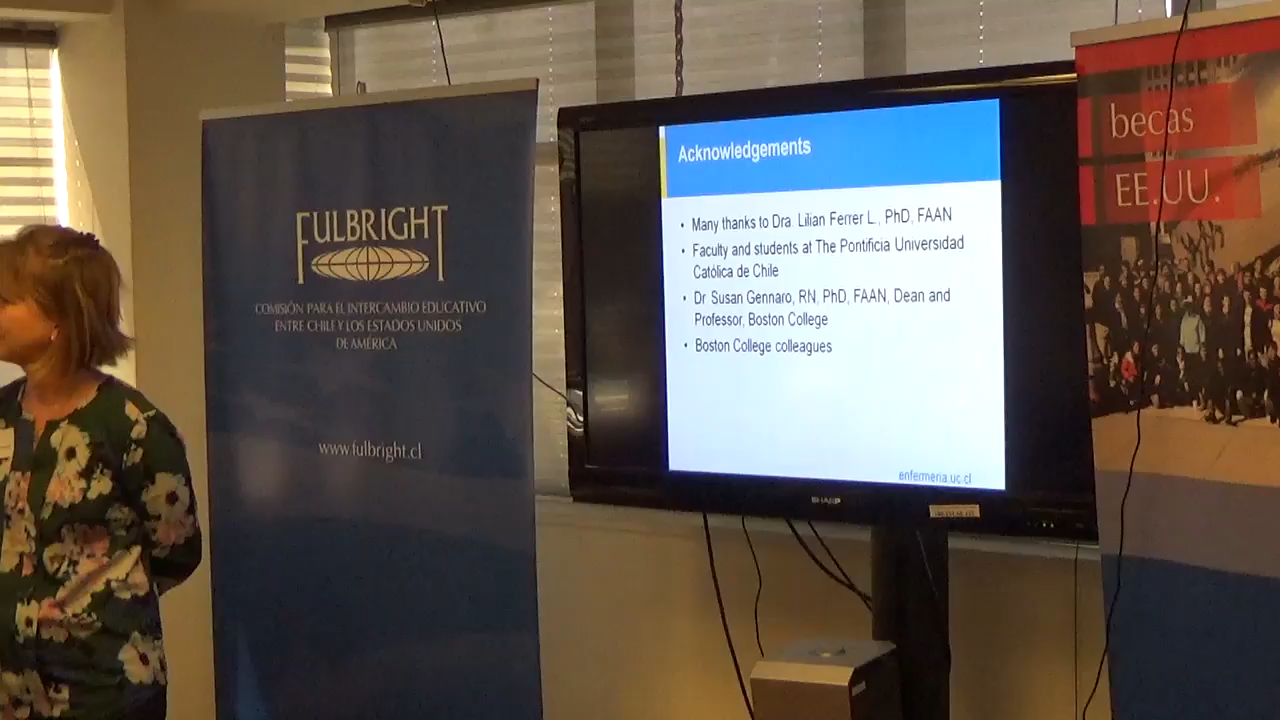 FULBRIGHT
COMISIÓN PARA EL INTERCAMBIO EDUCATIVO
ENTRE CHILE Y LOS ESTADOS UNIDOS
DE AMÉRICA
www.fulbright.cl
Acknowledgements
• Many thanks to Dra. Lilian Ferrer L., PhD, FAAN
• Faculty and students at The Pontificia Universidad
Católica de Chile
• Dr Susan Gennaro, RN, PhD, FAAN, Dean and
Professor, Boston College
• Boston College colleagues
enfermeria.uc.cl
SHARP
becas
EE.UU.